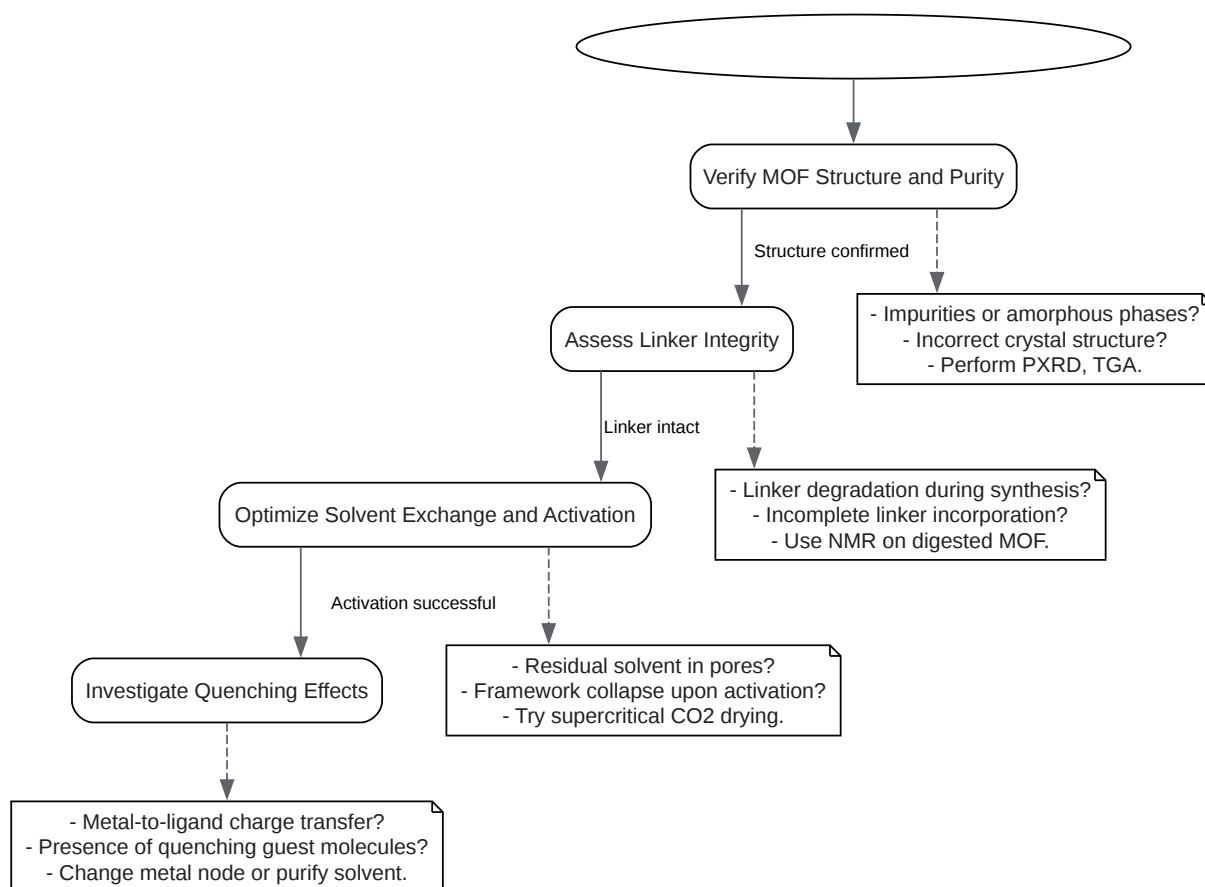 Verify MOF Structure and Purity
Structure confirmed
- Impurities or amorphous phases?
- Incorrect crystal structure?
- Perform PXRD, TGA.
Assess Linker Integrity
Linker intact
- Linker degradation during synthesis?
- Incomplete linker incorporation?
- Use NMR on digested MOF.
Optimize Solvent Exchange and Activation
Activation successful
- Residual solvent in pores?
- Framework collapse upon activation?
- Try supercritical CO2 drying.
Investigate Quenching Effects
- Metal-to-ligand charge transfer?
- Presence of quenching guest molecules?
- Change metal node or purify solvent.